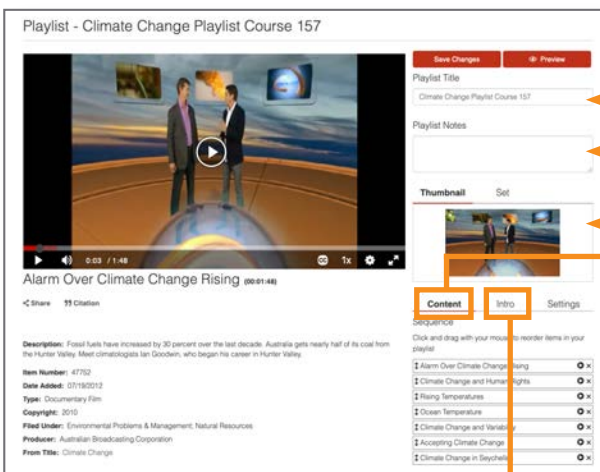 Playlist - Climate Change Playlist Course 157
Save Changes
Preview
Playlist Title
Climate Change Playlist Course 157
Playlist Notes
Thumbnail Set
0:03 / 1:48
CC 1x
Alarm Over Climate Change Rising (00:01:48)
Share Citation
Description: Fossil fuels have increased by 30 percent over the last decade. Australia gets nearly half of its coal from
the Hunter Valley. Meet climatologists Ian Goodwin, who began his career in Hunter Valley.
Item Number: 47752
Date Added: 07/19/2012
Type: Documentary Film
Copyright: 2010
Filed Under: Environmental Problems & Management; Natural Resources
Producer: Australian Broadcasting Corporation
From Title: Climate Change
Content Intro Settings
Sequence
Click and drag with your mouse to reorder items in your
playlist
Alarm Over Climate Change Rising
Climate Change and Human Rights
Rising Temperatures
Ocean Temperature
Climate Change and Variability
Accepting Climate Change
Climate Change in Seychelles